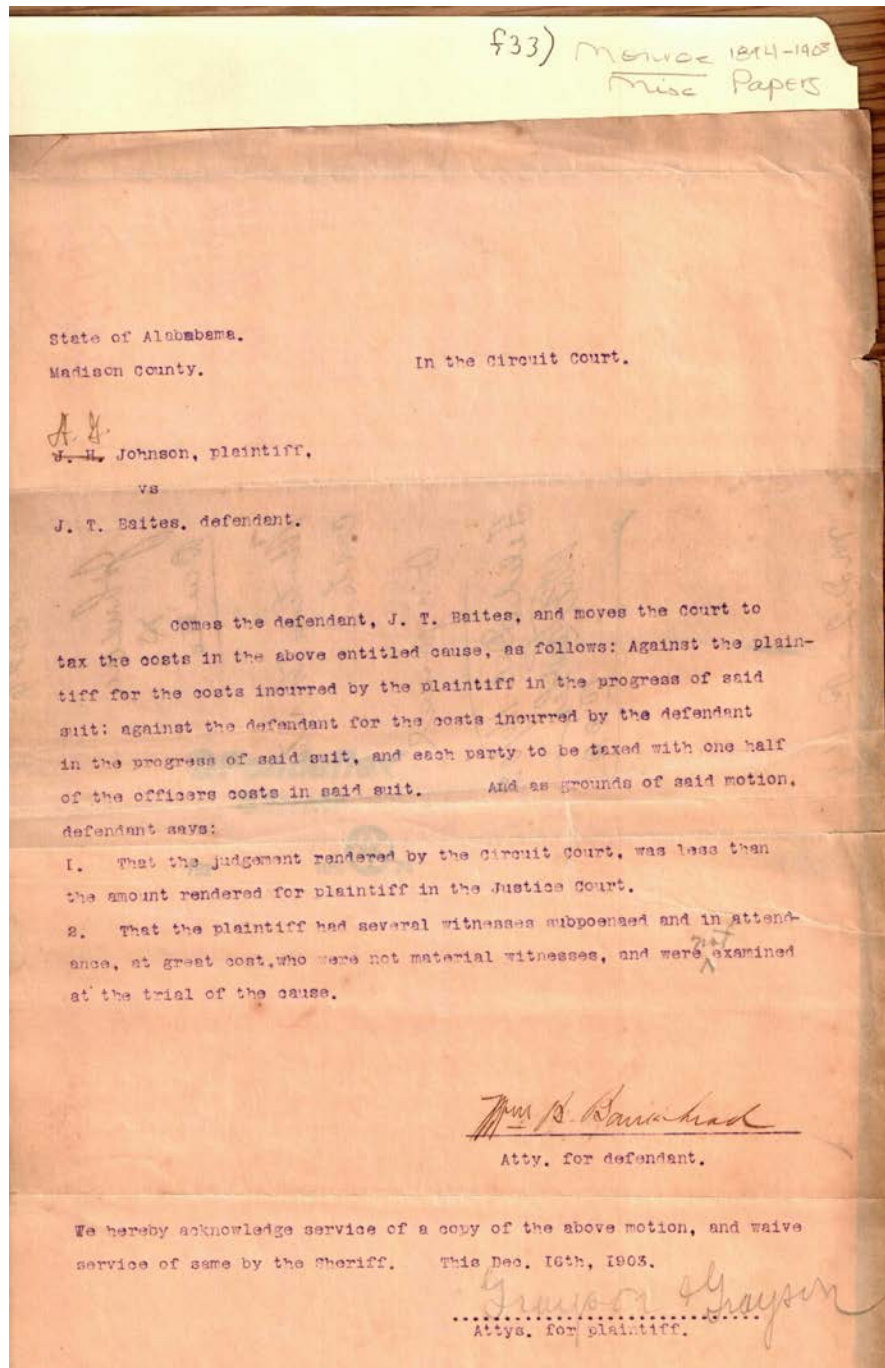 f33) Monroe 1894-1903
Misc Papers
State of Alabbabama.
Madison County. In the Circuit Court.
A. G.
J. H. Johnson, plaintiff,
vs
J. T. Baites, defendant.
Comes the defendant, J. T. Baites, and moves the Court to
tax the costs in the above entitled cause, as follows: Against the plain-
tiff for the costs incurred by the plaintiff in the progress of said
suit; against the defendant for the costs incurred by the defendant
in the progress of said suit, and each party to be taxed with one half
of the officers costs in said suit. And as grounds of said motion,
defendant says:
I. That the judgement rendered by the Circuit Court, was less than
the amount rendered for plaintiff in the Justice Court.
2. That the plaintiff had several witnesses subpoenaed and in attend-
ance, at great cost,who were not material witnesses, and were not examined
at the trial of the cause.
Wm B. Bankhead
Atty. for defendant.
We hereby acknowledge service of a copy of the above motion, and waive
service of same by the Sheriff. This Dec. I6th, I903.
Grayson & Grayson
Attys. for plaintiff.